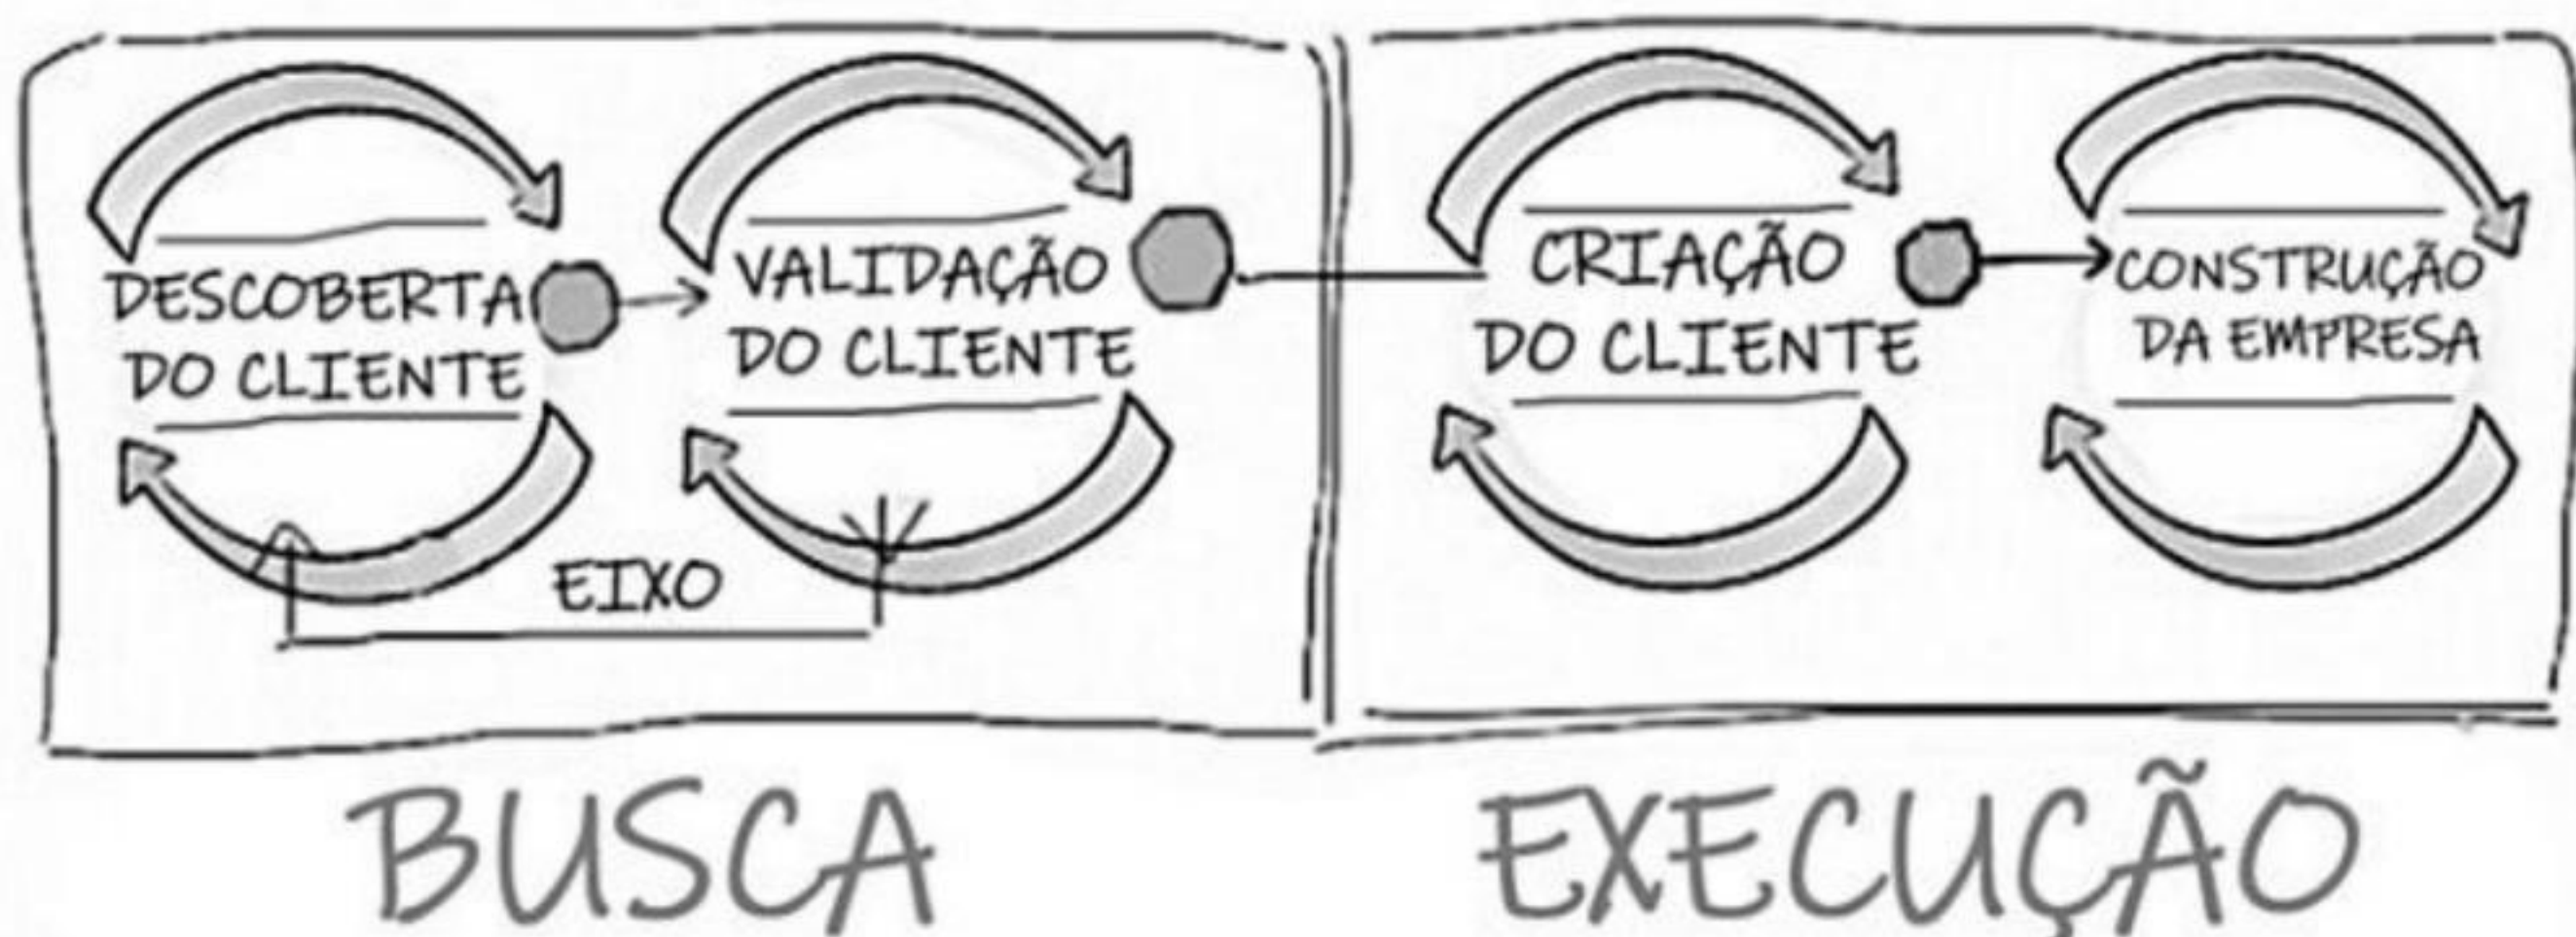 DESCOBERTA
DO CLIENTE
VALIDAÇÃO
DO CLIENTE
CRIAÇÃO
DO CLIENTE
CONSTRUÇÃO
DA EMPRESA
EIXO
BUSCA
EXECUÇÃO